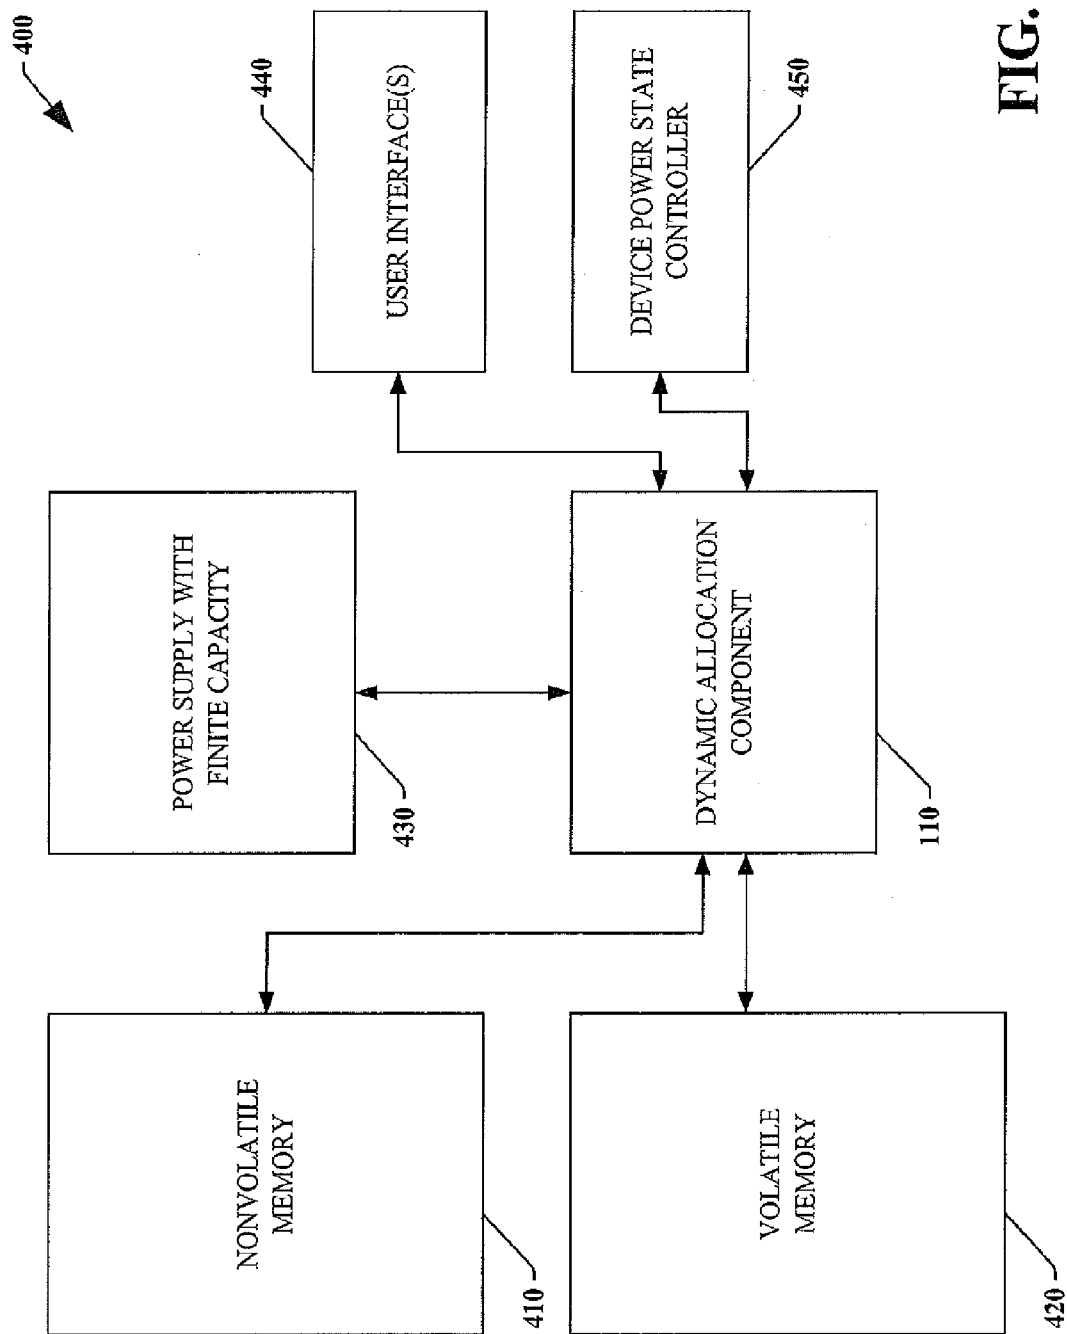 400
NONVOLATILE
MEMORY
410
POWER SUPPLY WITH
FINITE CAPACITY
430
USER INTERFACE(S)
440
VOLATILE
MEMORY
420
DYNAMIC ALLOCATION
COMPONENT
110
DEVICE POWER STATE
CONTROLLER
450
FIG.